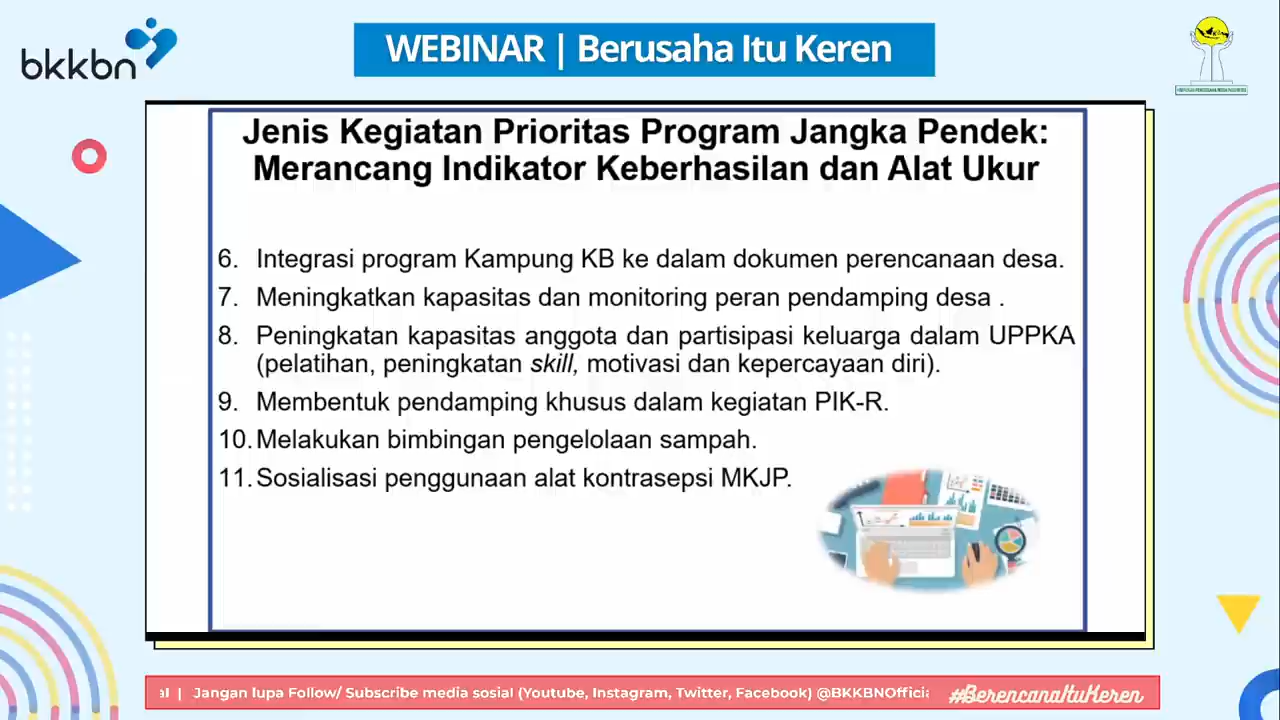 bkkbn
WEBINAR | Berusaha Itu Keren
Jenis Kegiatan Prioritas Program Jangka Pendek:
Merancang Indikator Keberhasilan dan Alat Ukur
6. Integrasi program Kampung KB ke dalam dokumen perencanaan desa.
7. Meningkatkan kapasitas dan monitoring peran pendamping desa .
8. Peningkatan kapasitas anggota dan partisipasi keluarga dalam UPPKA
(pelatihan, peningkatan skill, motivasi dan kepercayaan diri).
9. Membentuk pendamping khusus dalam kegiatan PIK-R.
10. Melakukan bimbingan pengelolaan sampah.
11. Sosialisasi penggunaan alat kontrasepsi MKJP.
al | Jangan lupa Follow/ Subscribe media sosial (Youtube, Instagram, Twitter, Facebook) @BKKBNOffici
#BerencanaItuKeren